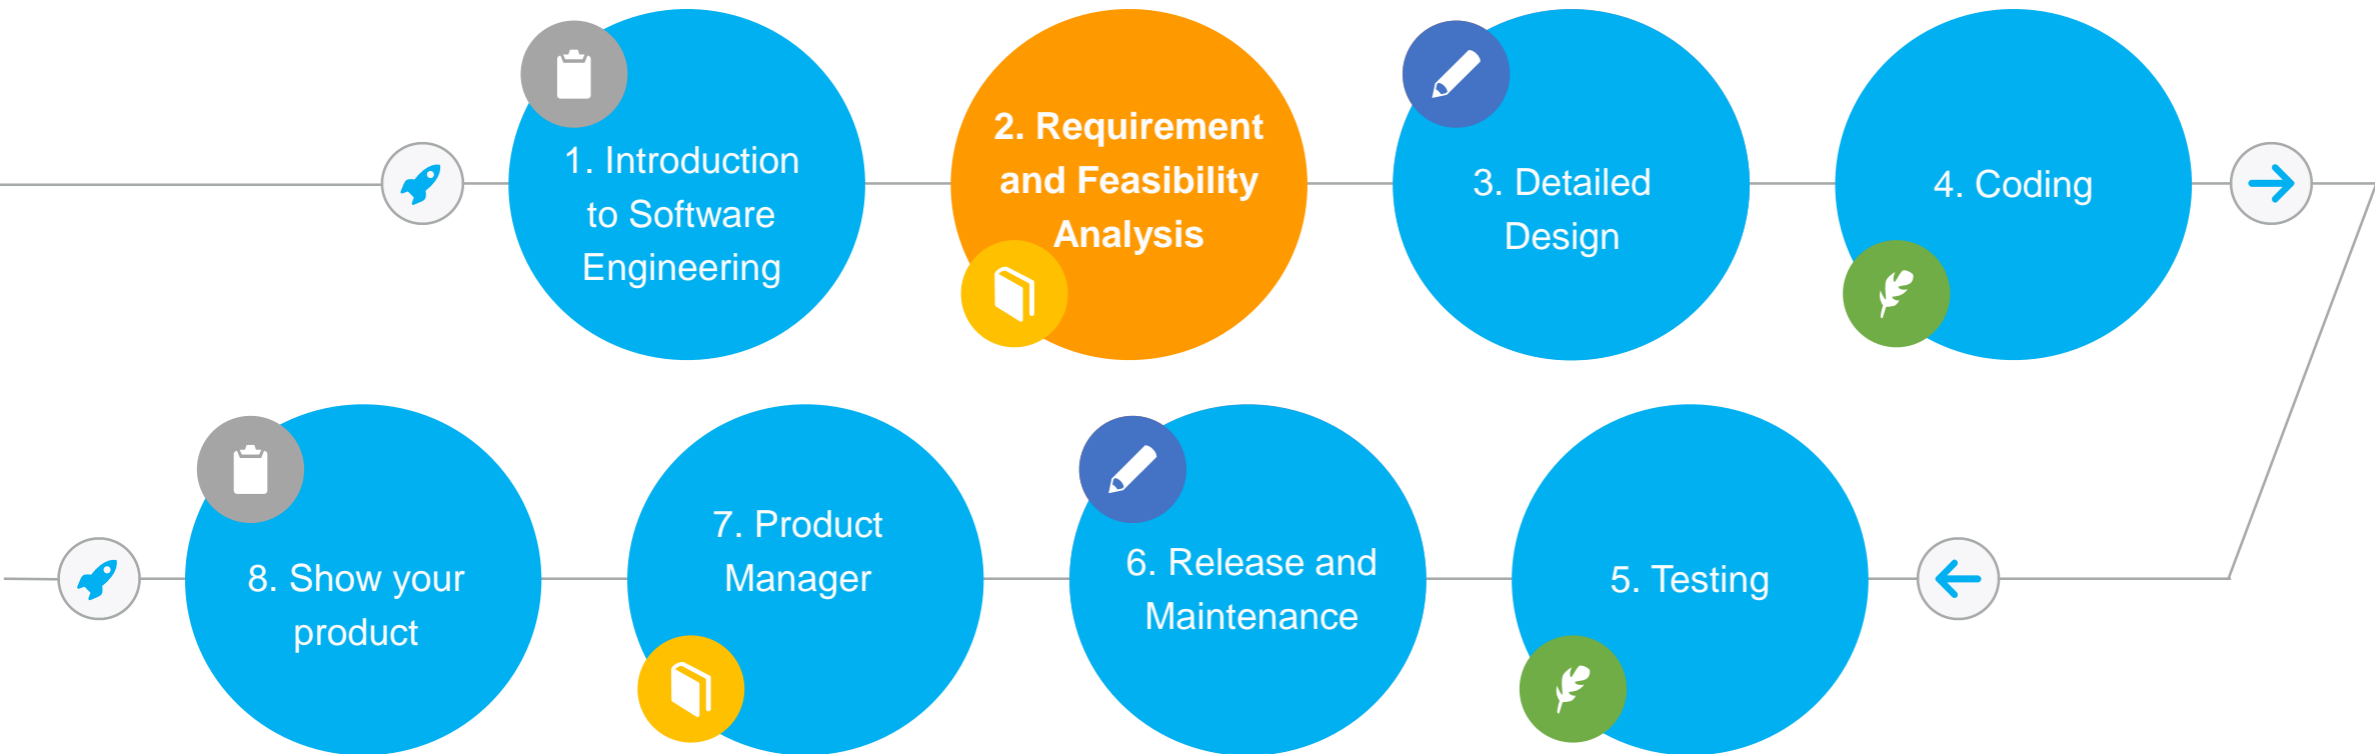 1. Introduction
to Software
Engineering
2. Requirement
and Feasibility
Analysis
3. Detailed
Design
4. Coding
5. Testing
6. Release and
Maintenance
7. Product
Manager
8. Show your
product